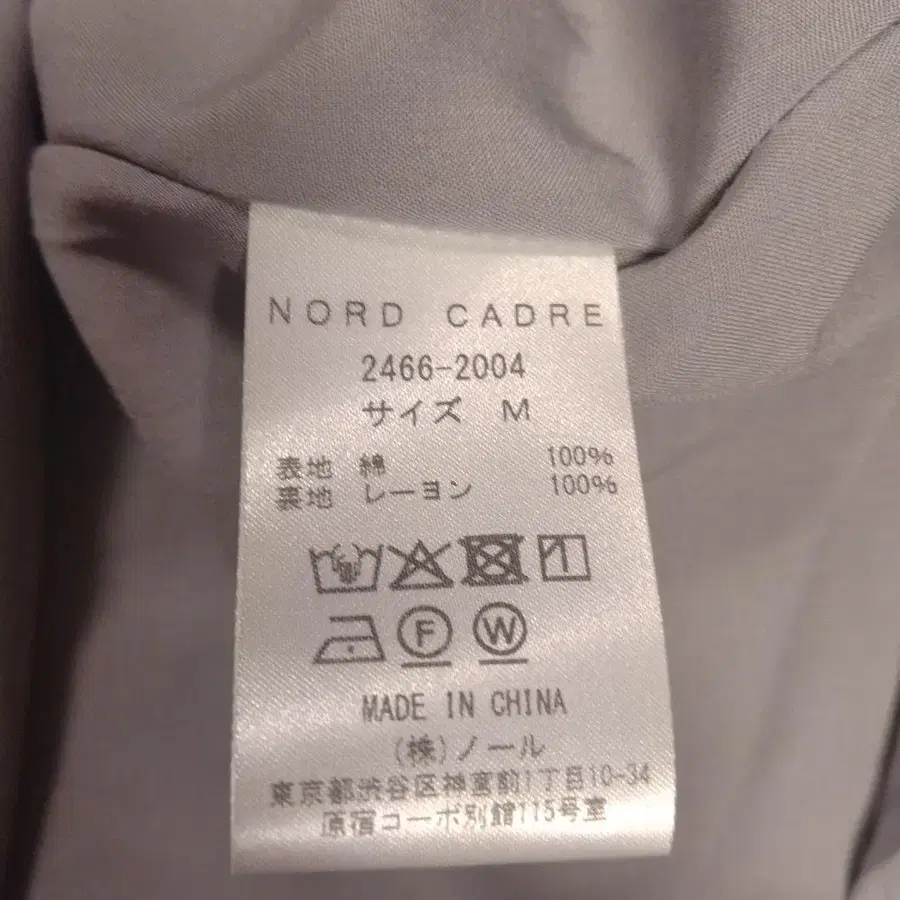 NORD CADRE
2466-2004
サイズ M
表地 綿 100%
裏地 レーヨン 100%
F W
MADE IN CHINA
(株)ノール
東京都渋谷区神宮前1丁目10-34
原宿コーポ別館115号室